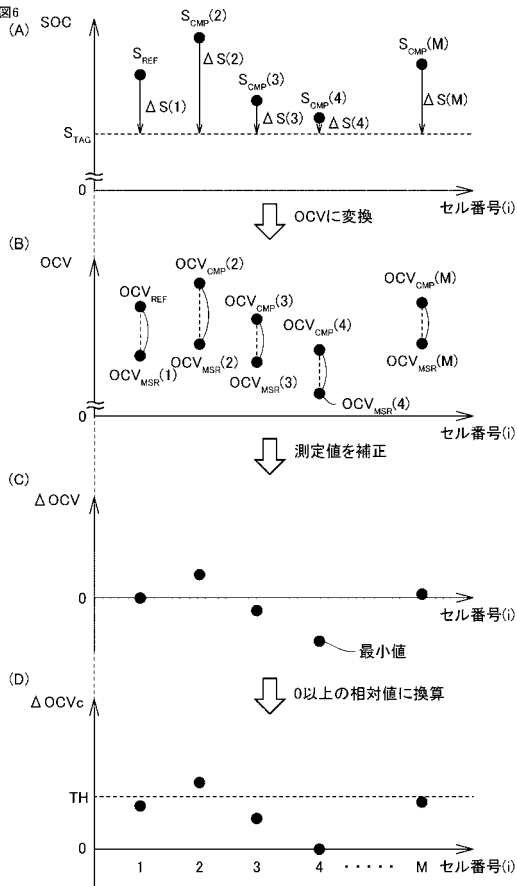 図6
(A)
SOC
S_REF
S_CMP(2)
S_CMP(3)
S_CMP(4)
S_CMP(M)
ΔS(1)
ΔS(2)
ΔS(3)
ΔS(4)
ΔS(M)
S_TAG
0
セル番号(i)
OCVに変換
(B)
OCV
OCV_REF
OCV_CMP(2)
OCV_CMP(3)
OCV_CMP(4)
OCV_CMP(M)
OCV_MSR(1)
OCV_MSR(2)
OCV_MSR(3)
OCV_MSR(4)
OCV_MSR(M)
0
セル番号(i)
測定値を補正
(C)
ΔOCV
0
セル番号(i)
最小値
(D)
0以上の相対値に換算
ΔOCVc
TH
0
1 2 3 4 ····· M セル番号(i)